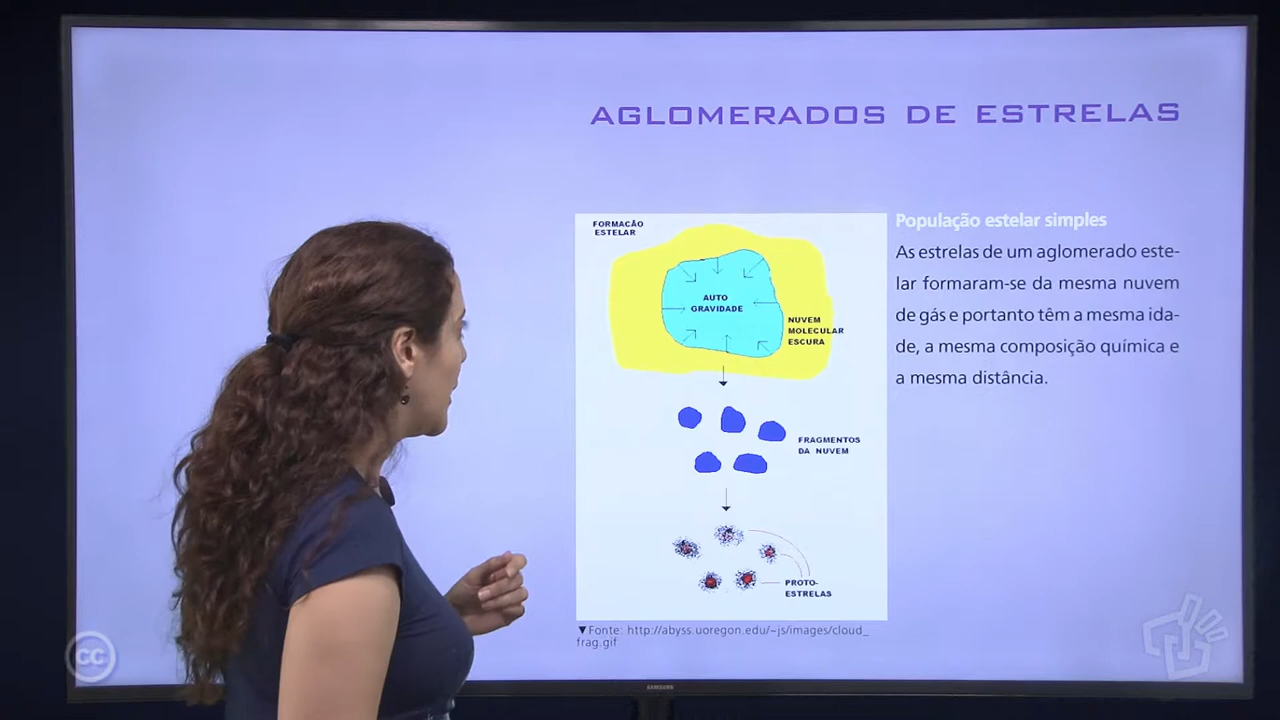 AGLOMERADOS DE ESTRELAS
FORMACÃO
ESTELAR
AUTO
GRAVIDADE
NUVEM
MOLECULAR
ESCURA
FRAGMENTOS
DA NUVEM
PROTO-
ESTRELAS
▼Fonte: http://abyss.uoregon.edu/~js/images/cloud_
frag.gif
População estelar simples
As estrelas de um aglomerado este-
lar formaram-se da mesma nuvem
de gás e portanto têm a mesma ida-
de, a mesma composição química e
a mesma distância.
cc
SAMSUNG